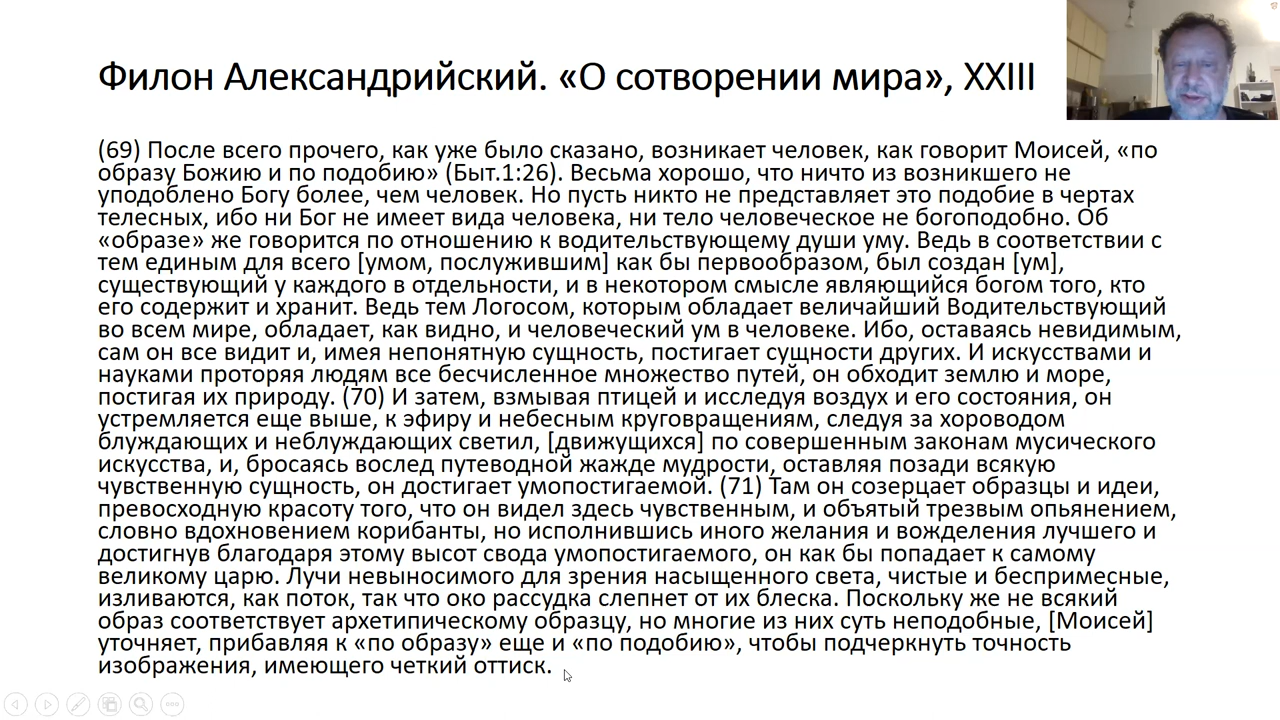 Филон Александрийский. «О сотворении мира», XXIII
(69) После всего прочего, как уже было сказано, возникает человек, как говорит Моисей, «по
образу Божию и по подобию» (Быт.1:26). Весьма хорошо, что ничто из возникшего не
уподоблено Богу более, чем человек. Но пусть никто не представляет это подобие в чертах
телесных, ибо ни Бог не имеет вида человека, ни тело человеческое не богоподобно. Об
«образе» же говорится по отношению к водительствующему души уму. Ведь в соответствии с
тем единым для всего [умом, послужившим] как бы первообразом, был создан [ум],
существующий у каждого в отдельности, и в некотором смысле являющийся богом того, кто
его содержит и хранит. Ведь тем Логосом, которым обладает величайший Водительствующий
во всем мире, обладает, как видно, и человеческий ум в человеке. Ибо, оставаясь невидимым,
сам он все видит и, имея непонятную сущность, постигает сущности других. И искусствами и
науками проторяя людям все бесчисленное множество путей, он обходит землю и море,
постигая их природу. (70) И затем, взмывая птицей и исследуя воздух и его состояния, он
устремляется еще выше, к эфиру и небесным круговращениям, следуя за хороводом
блуждающих и неблуждающих светил, [движущихся] по совершенным законам мусического
искусства, и, бросаясь вослед путеводной жажде мудрости, оставляя позади всякую
чувственную сущность, он достигает умопостигаемой. (71) Там он созерцает образцы и идеи,
превосходную красоту того, что он видел здесь чувственным, и объятый трезвым опьянением,
словно вдохновением корибанты, но исполнившись иного желания и вожделения лучшего и
достигнув благодаря этому высот свода умопостигаемого, он как бы попадает к самому
великому царю. Лучи невыносимого для зрения насыщенного света, чистые и беспримесные,
изливаются, как поток, так что око рассудка слепнет от их блеска. Поскольку же не всякий
образ соответствует архетипическому образцу, но многие из них суть неподобные, [Моисей]
уточняет, прибавляя к «по образу» еще и «по подобию», чтобы подчеркнуть точность
изображения, имеющего четкий оттиск.